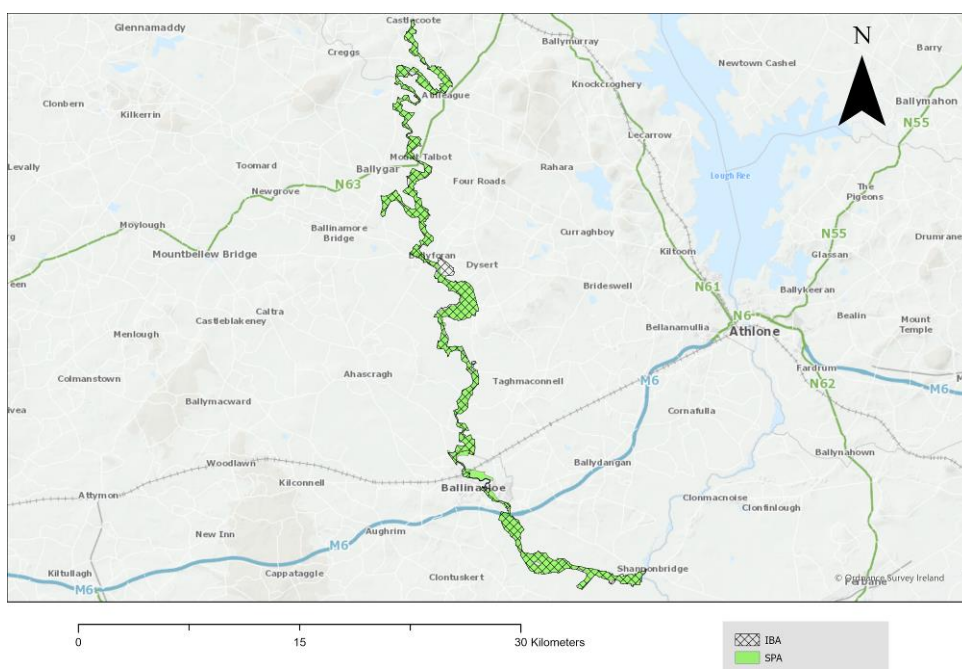 Castlecoote
Glennamaddy
Ballymurray
N
Creggs
Newtown Cashel
Barry
Knockcroghery
Clonbern
Athleague
Ballymahon
Kilkerrin
N55
Lecarrow
Mount Talbot
Levally
Toomard
Ballygar
Rahara
Lough Ree
N63
Four Roads
The
Pigeons
Newgrove
Moylough
Ballinamore
Bridge
Curraghboy
N55
Drumrane
Mountbellew Bridge
Ballyforan
Dysert
Kiltoom
Glassan
Brideswell
N61
Ballykeeran
Caltra
Castleblakeney
N6
Bealin
Mount
Temple
Menlough
Bellanamullia
Athlone
Ahascragh
Fardrum
Colmanstown
Taghmaconnell
M6
N62
M6
Ballymacward
Cornafulla
Ballynahown
Woodlawn
Ballydangan
Kilconnell
Ballinasloe
Attymon
Clonmacnoise
Clonfinlough
New Inn
Aughrim
M6
Kiltullagh
Cappataggle
Clontuskert
Shannonbridge
M6
© Ordnance Survey Ireland
Ferbane
0
15
30 Kilometers
IBA
SPA